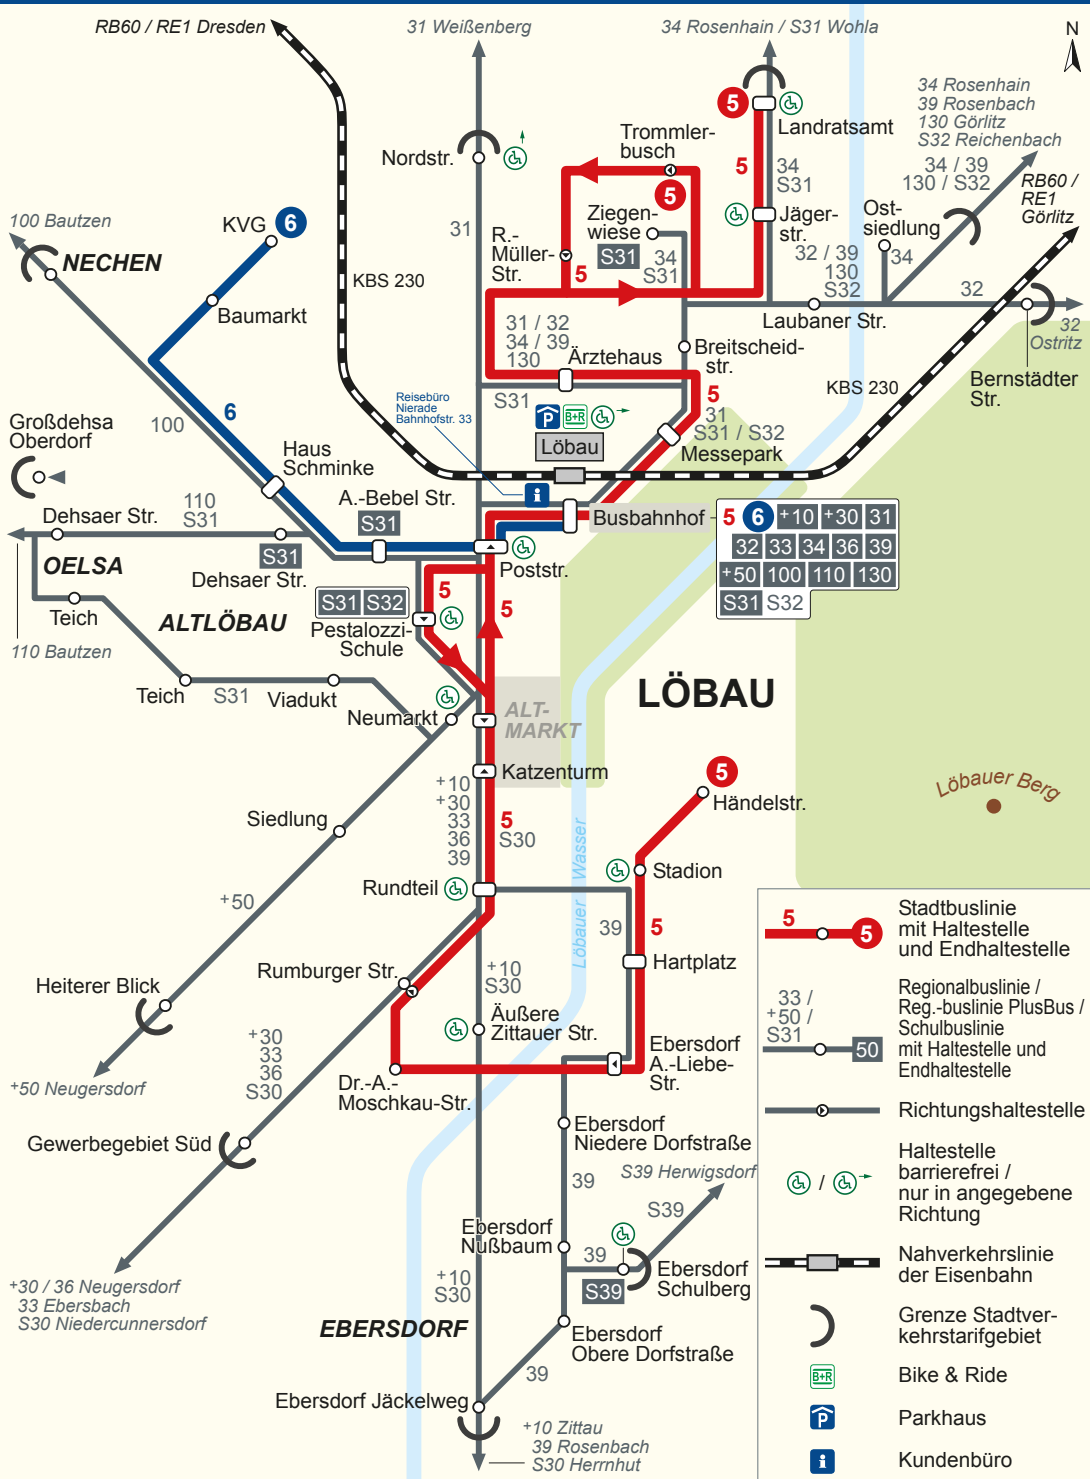 RB60 / RE1 Dresden
31 Weißenberg
34 Rosenhain / S31 Wohla
N
34 Rosenhain
39 Rosenbach
130 Görlitz
S32 Reichenbach
34 / 39
130 / S32
RB60 /
RE1
Görlitz
Nordstr.
Trommler-
busch
5
5
Landratsamt
5
34
S31
5
Ziegen-
wiese
S31
34
S31
Jäger-
str.
Ost-
siedlung
34
100 Bautzen
KVG
6
NECHEN
31
R.-
Müller-
Str.
5
KBS 230
32 / 39
130
S32
32
Laubaner Str.
32
Ostritz
Baumarkt
31 / 32
34 / 39
130
Ärztehaus
S31
Breitscheid-
str.
KBS 230
Bernstädter
Str.
6
100
Großdehsa
Oberdorf
Reisebüro
Nierade
Bahnhofstr. 33
P
B+R
Löbau
5
31
S31 / S32
Messepark
Haus
Schminke
A.-Bebel Str.
S31
i
Busbahnhof
5 6 +10 +30 31
32 33 34 36 39
+50 100 110 130
S31 S32
Dehsaer Str.
110
S31
S31
Dehsaer Str.
OELSA
Poststr.
Teich
ALTLÖBAU
110 Bautzen
S31 S32
Pestalozzi-
Schule
5
5
Teich
S31
Viadukt
Neumarkt
ALT-
MARKT
LÖBAU
Katzenturm
+10
+30
33
36
39
5
S30
5
Händelstr.
Löbauer Berg
Siedlung
Löbauer Wasser
Stadion
+50
Rundteil
39
5
Hartplatz
Rumburger Str.
+10
S30
Heiterer Blick
Äußere
Zittauer Str.
Ebersdorf
A.-Liebe-
Str.
+30
33
36
S30
+50 Neugersdorf
Dr.-A.-
Moschkau-Str.
Gewerbegebiet Süd
Ebersdorf
Niedere Dorfstraße
39
S39 Herwigsdorf
S39
Ebersdorf
Nußbaum
39
S39
Ebersdorf
Schulberg
+30 / 36 Neugersdorf
33 Ebersbach
S30 Niedercunnersdorf
+10
S30
EBERSDORF
Ebersdorf
Obere Dorfstraße
39
Ebersdorf Jäckelweg
+10 Zittau
39 Rosenbach
S30 Herrnhut
5
5
Stadtbuslinie
mit Haltestelle
und Endhaltestelle
33 /
+50 /
S31
50
Regionalbuslinie /
Reg.-buslinie PlusBus /
Schulbuslinie
mit Haltestelle und
Endhaltestelle
Richtungshaltestelle
/
Haltestelle
barrierefrei /
nur in angegebene
Richtung
Nahverkehrslinie
der Eisenbahn
Grenze Stadtver-
kehrstarifgebiet
B+R
Bike & Ride
P
Parkhaus
i
Kundenbüro